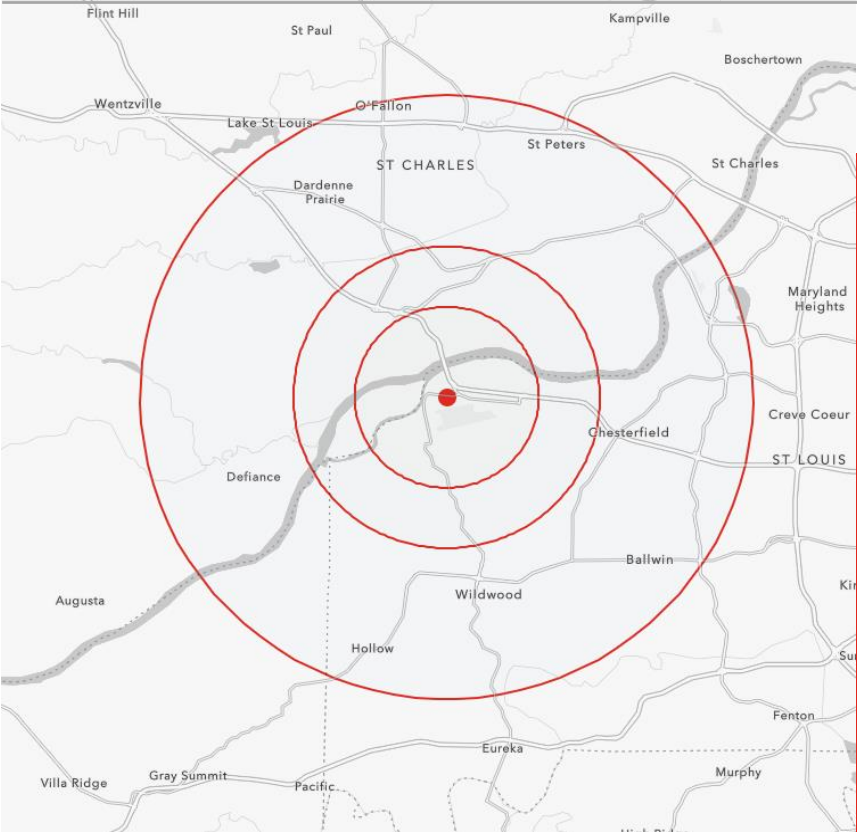 Flint Hill
Kampville
St Paul
Boschertown
Wentzville
O'Fallon
Lake St Louis
St Peters
ST CHARLES
St Charles
Dardenne
Prairie
Maryland
Heights
Creve Coeur
Chesterfield
ST LOUIS
Defiance
Ballwin
Kir
Augusta
Wildwood
Hollow
Su
Fenton
Eureka
Murphy
Villa Ridge
Gray Summit
Pacific